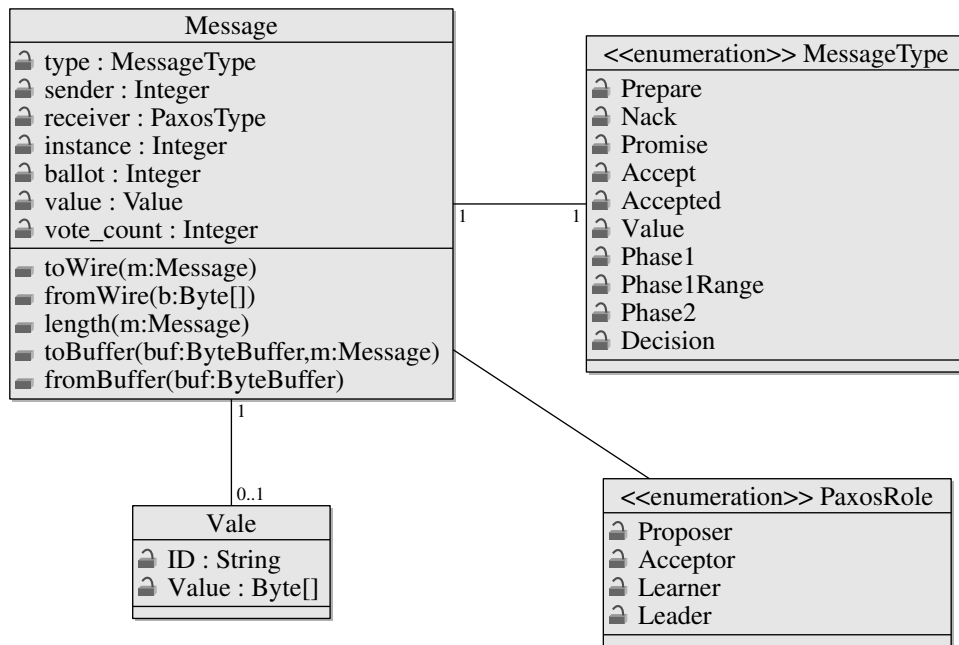 Message
type : MessageType
sender : Integer
receiver : PaxosType
instance : Integer
ballot : Integer
value : Value
vote_count : Integer
toWire(m:Message)
fromWire(b:Byte[])
length(m:Message)
toBuffer(buf:ByteBuffer,m:Message)
fromBuffer(buf:ByteBuffer)
1
1
<<enumeration>> MessageType
Prepare
Nack
Promise
Accept
Accepted
Value
Phase1
Phase1Range
Phase2
Decision
1
0..1
Vale
ID : String
Value : Byte[]
<<enumeration>> PaxosRole
Proposer
Acceptor
Learner
Leader